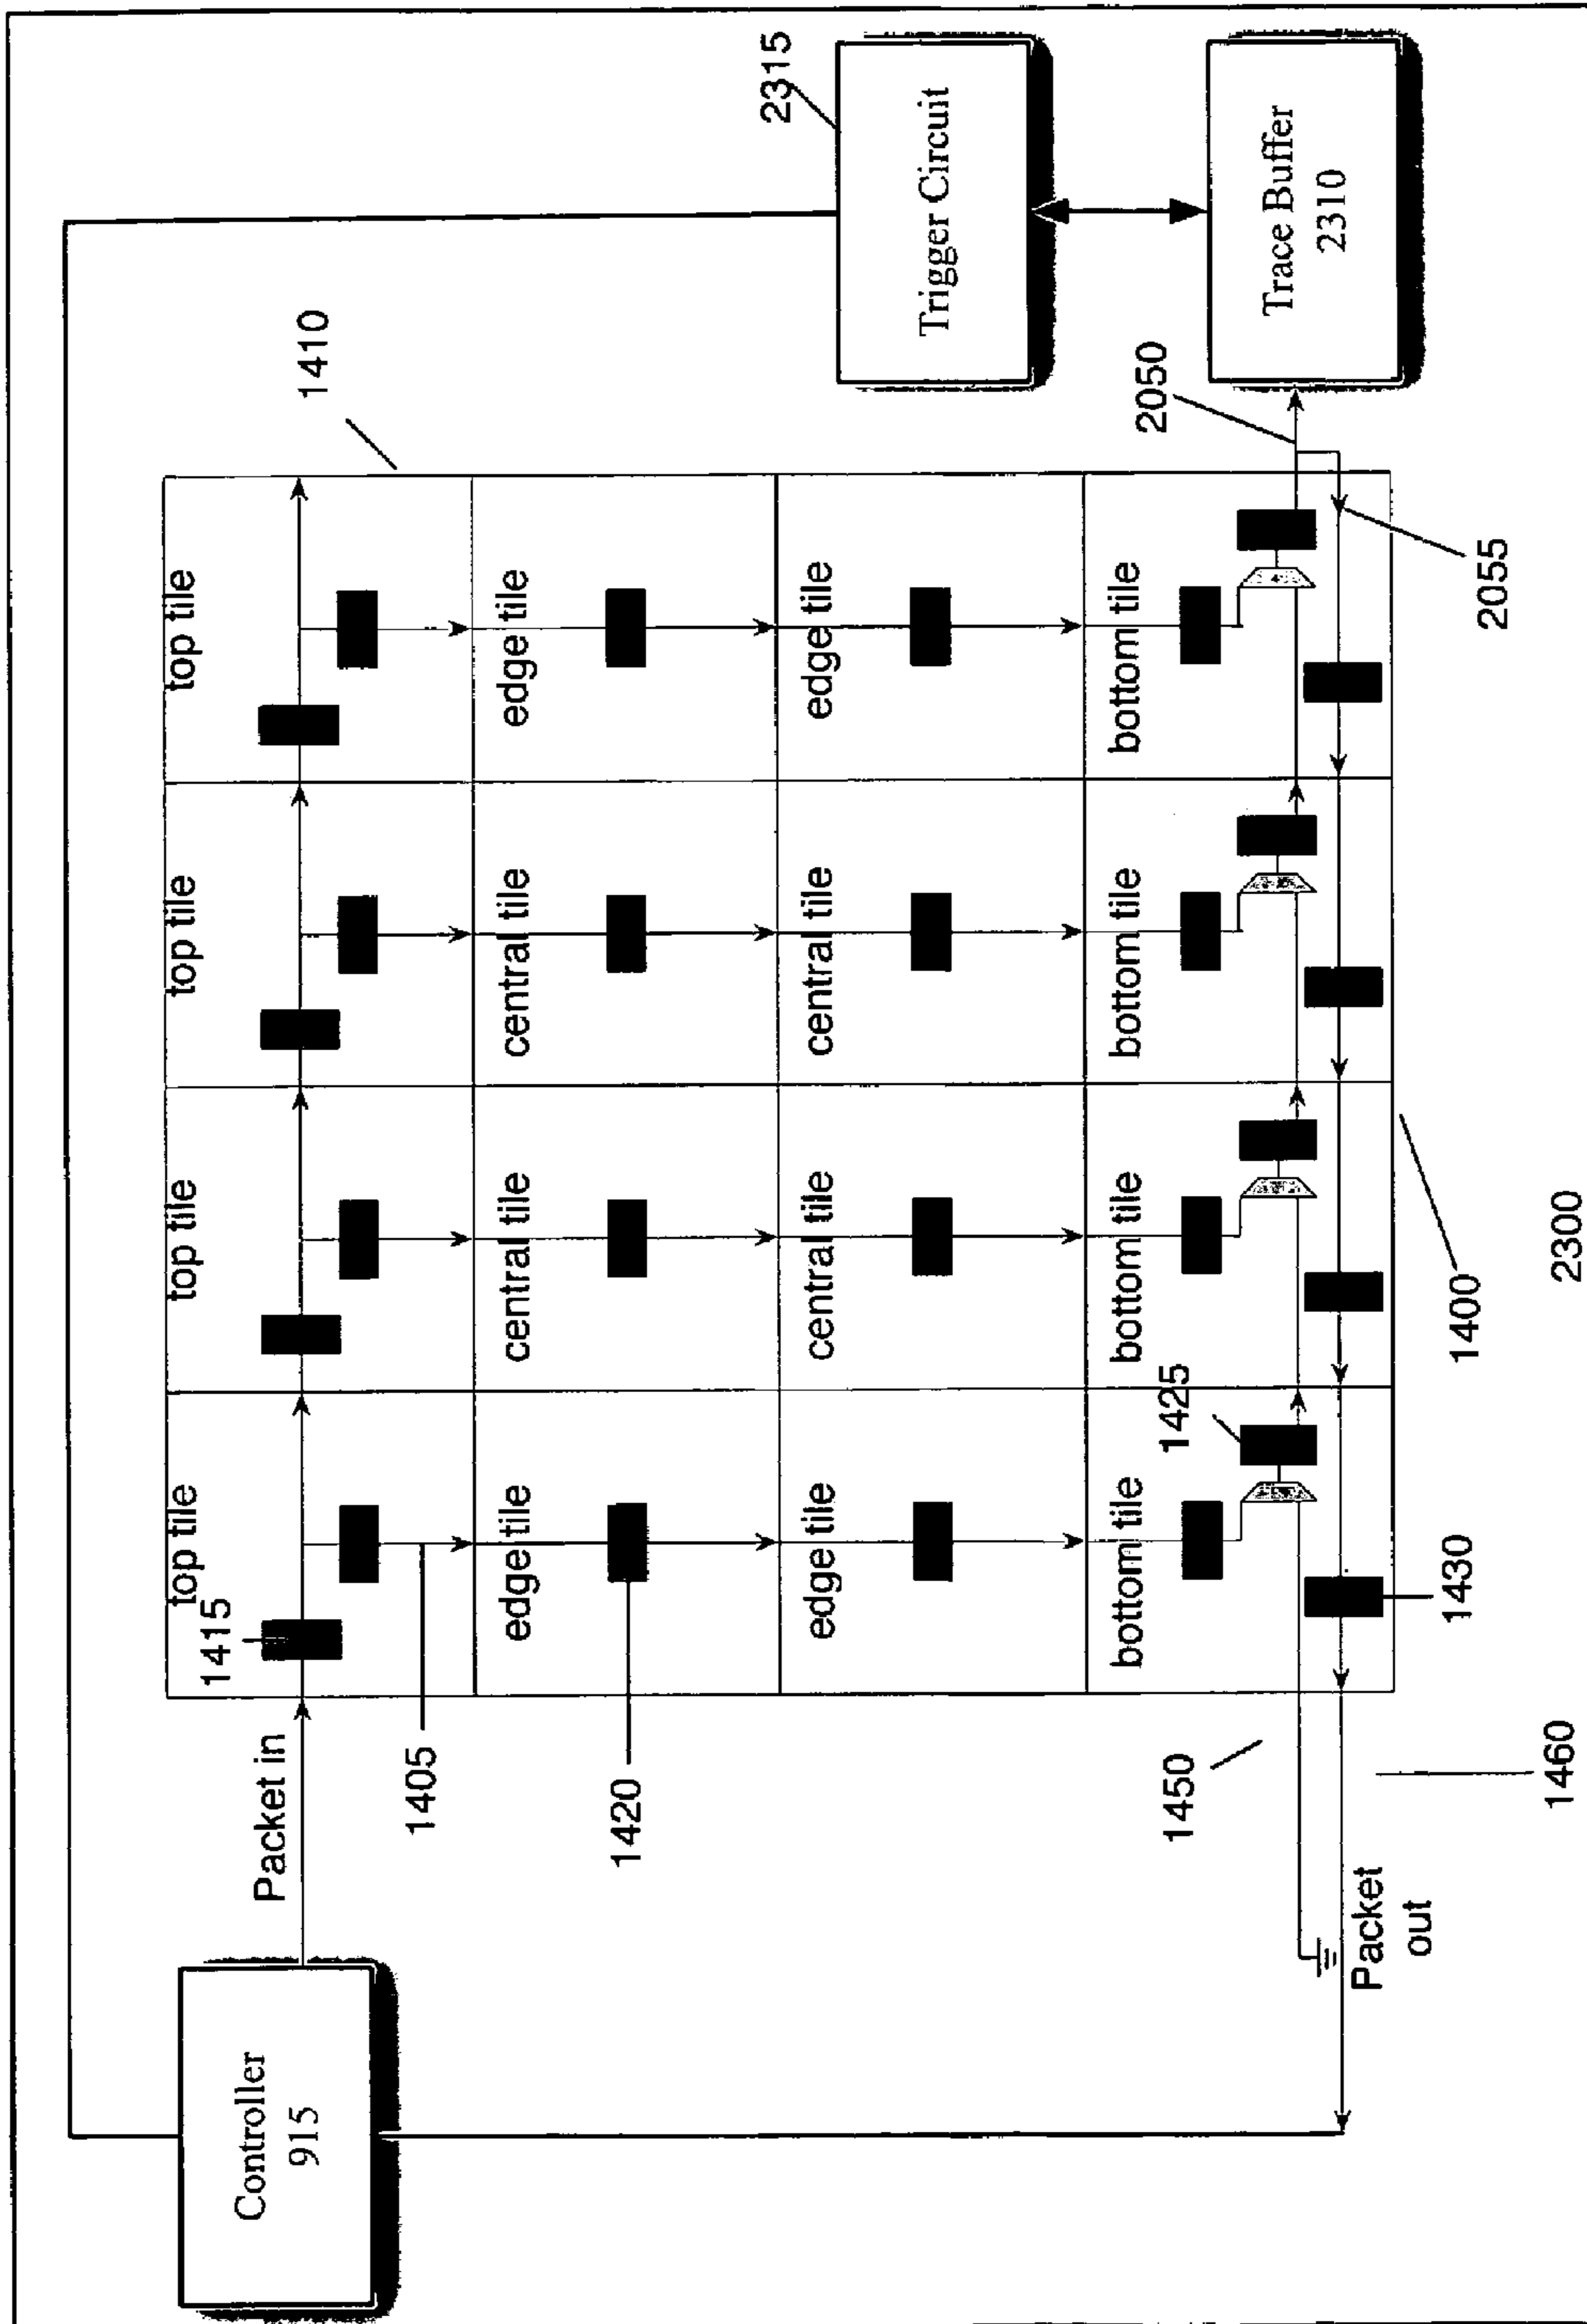 top tile
top tile
top tile
top tile
1415
Controller
915
Packet in
1410
1405
edge tile
central tile
central tile
edge tile
1420
2315
edge tile
central tile
central tile
edge tile
Trigger Circuit
bottom tile
bottom tile
bottom tile
bottom tile
1450
1425
2050
Trace Buffer
2310
Packet
out
1460
1430
1400
2055
2300